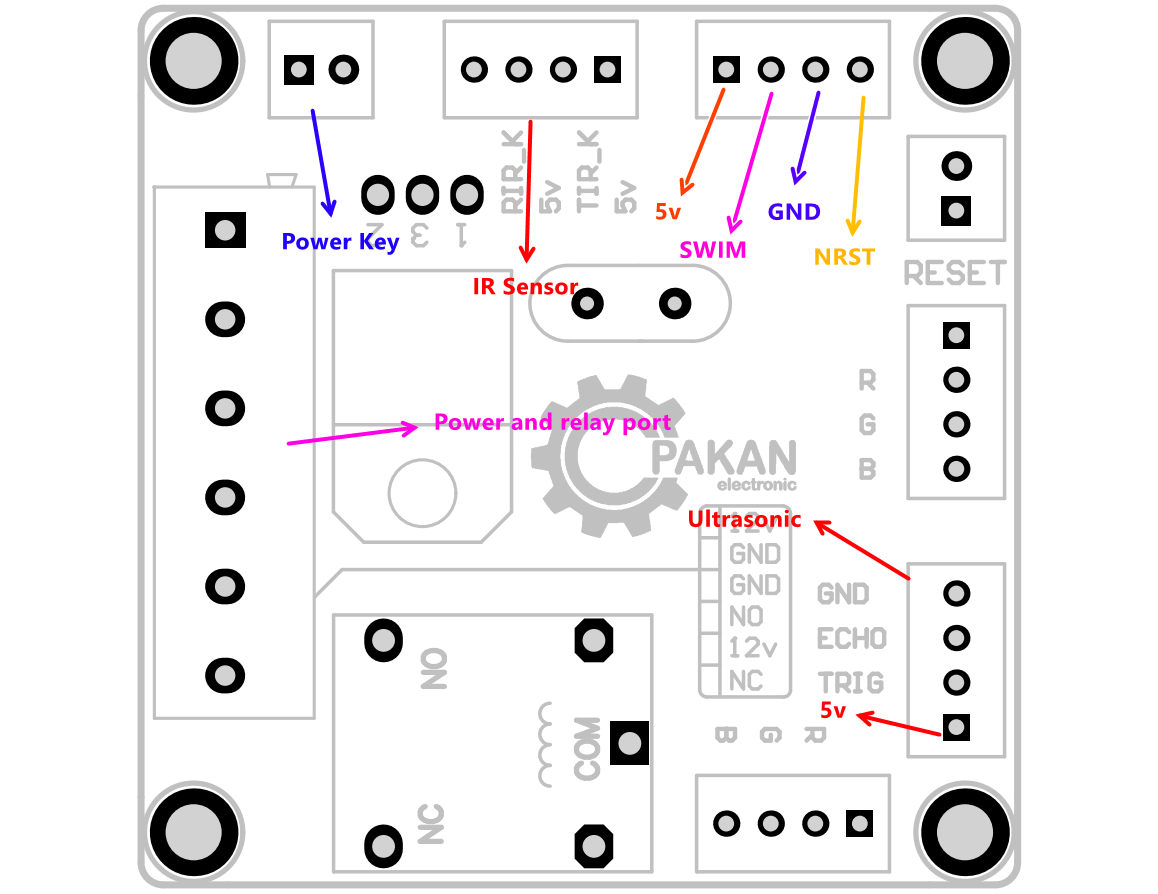 RIR_K
5v
TIR_K
5v
5v
GND
SWIM
NRST
2 3 1
Power Key
IR Sensor
RESET
R
G
B
Power and relay port
PAKAN
electronic
Ultrasonic
12v
GND
GND
NO
12v
NC
GND
ECHO
TRIG
5v
B G R
NO
COM
NC